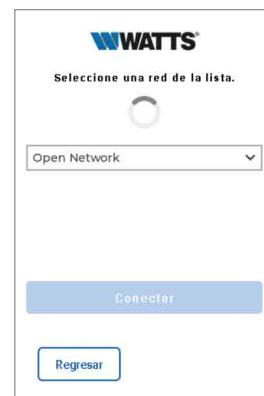 WATTS®
Seleccione una red de la lista.
Open Network
Conectar
Regresar